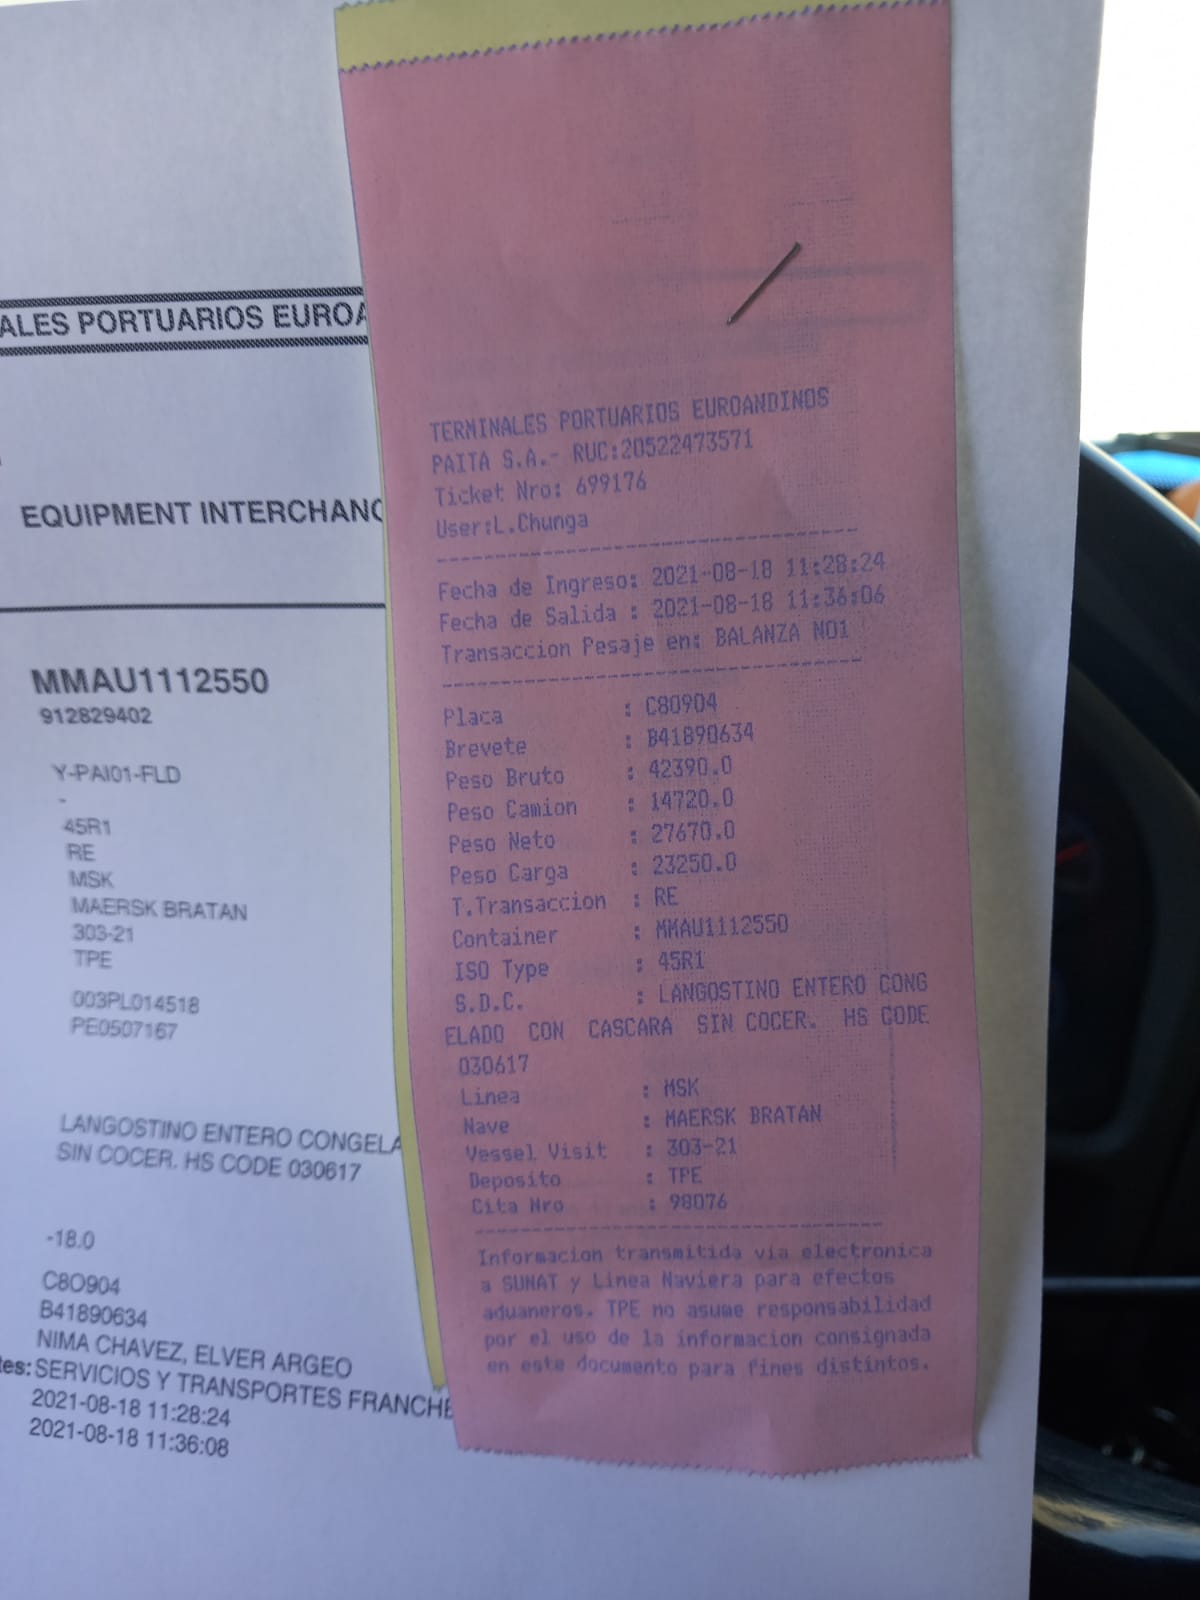 ALES PORTUARIOS EUROA
EQUIPMENT INTERCHANG
MMAU1112550
912829402
Y-PAI01-FLD
-
45R1
RE
MSK
MAERSK BRATAN
303-21
TPE
003PL014518
PE0507167
LANGOSTINO ENTERO CONGELA
SIN COCER. HS CODE 030617
-18.0
C8O904
B41890634
NIMA CHAVEZ, ELVER ARGEO
tes: SERVICIOS Y TRANSPORTES FRANCHE
2021-08-18 11:28:24
2021-08-18 11:36:08
TERMINALES PORTUARIOS EUROANDINOS
PAITA S.A.- RUC:20522473571
Ticket Nro: 699176
User:L.Chunga
Fecha de Ingreso: 2021-08-18 11:28:24
Fecha de Salida : 2021-08-18 11:36:06
Transaccion Pesaje en: BALANZA NO1
Placa : C80904
Brevete : B41890634
Peso Bruto : 42390.0
Peso Camion : 14720.0
Peso Neto : 27670.0
Peso Carga : 23250.0
T.Transaccion : RE
Container : MMAU1112550
ISO Type : 45R1
S.D.C. : LANGOSTINO ENTERO CONG
ELADO CON CASCARA SIN COCER. HS CODE
030617
Linea : MSK
Nave : MAERSK BRATAN
Vessel Visit : 303-21
Deposito : TPE
Cita Nro : 98076
Informacion transmitida via electronica
a SUNAT y Linea Naviera para efectos
aduaneros. TPE no asume responsabilidad
por el uso de la informacion consignada
en este documento para fines distintos.